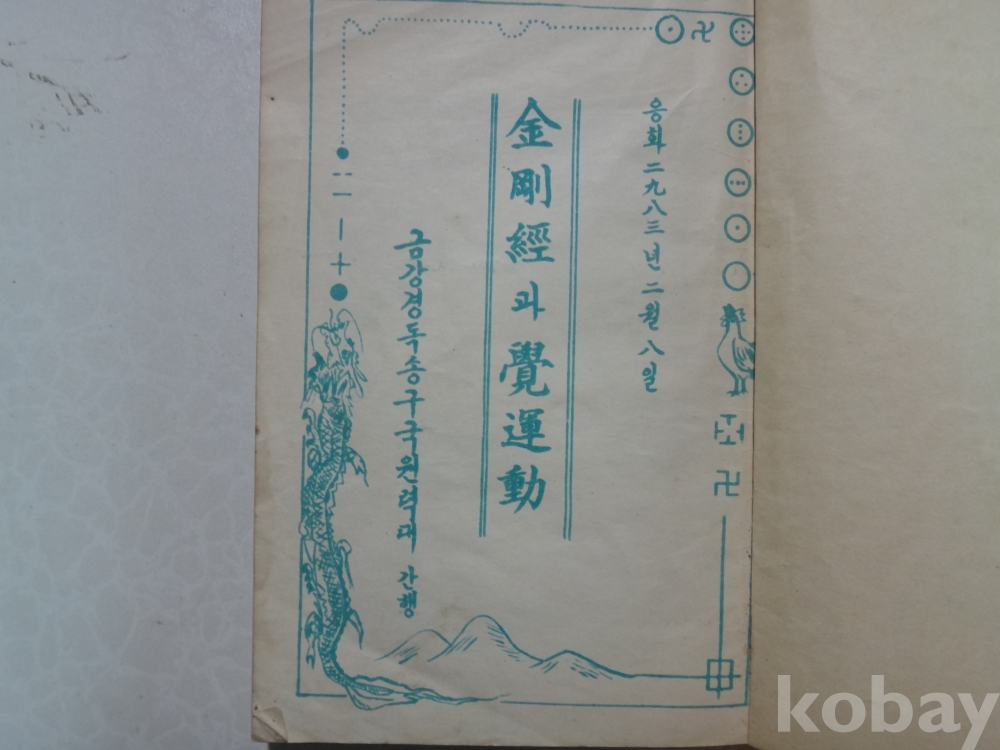 응화 二九八三년 二월 八일
金剛經과 覺運動
금강경독송구국원력대 간행
kobay